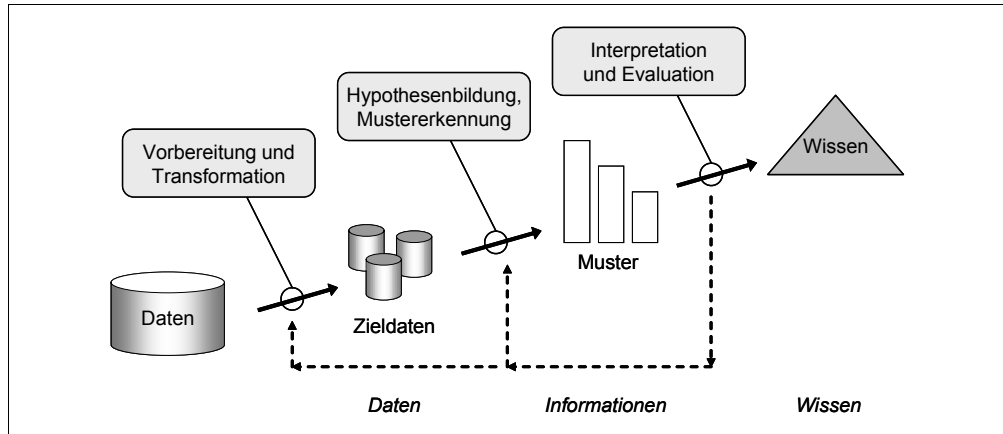 Interpretation
und Evaluation
Hypothesenbildung,
Mustererkennung
Vorbereitung und
Transformation
Wissen
Muster
Daten
Zieldaten
Daten
Informationen
Wissen